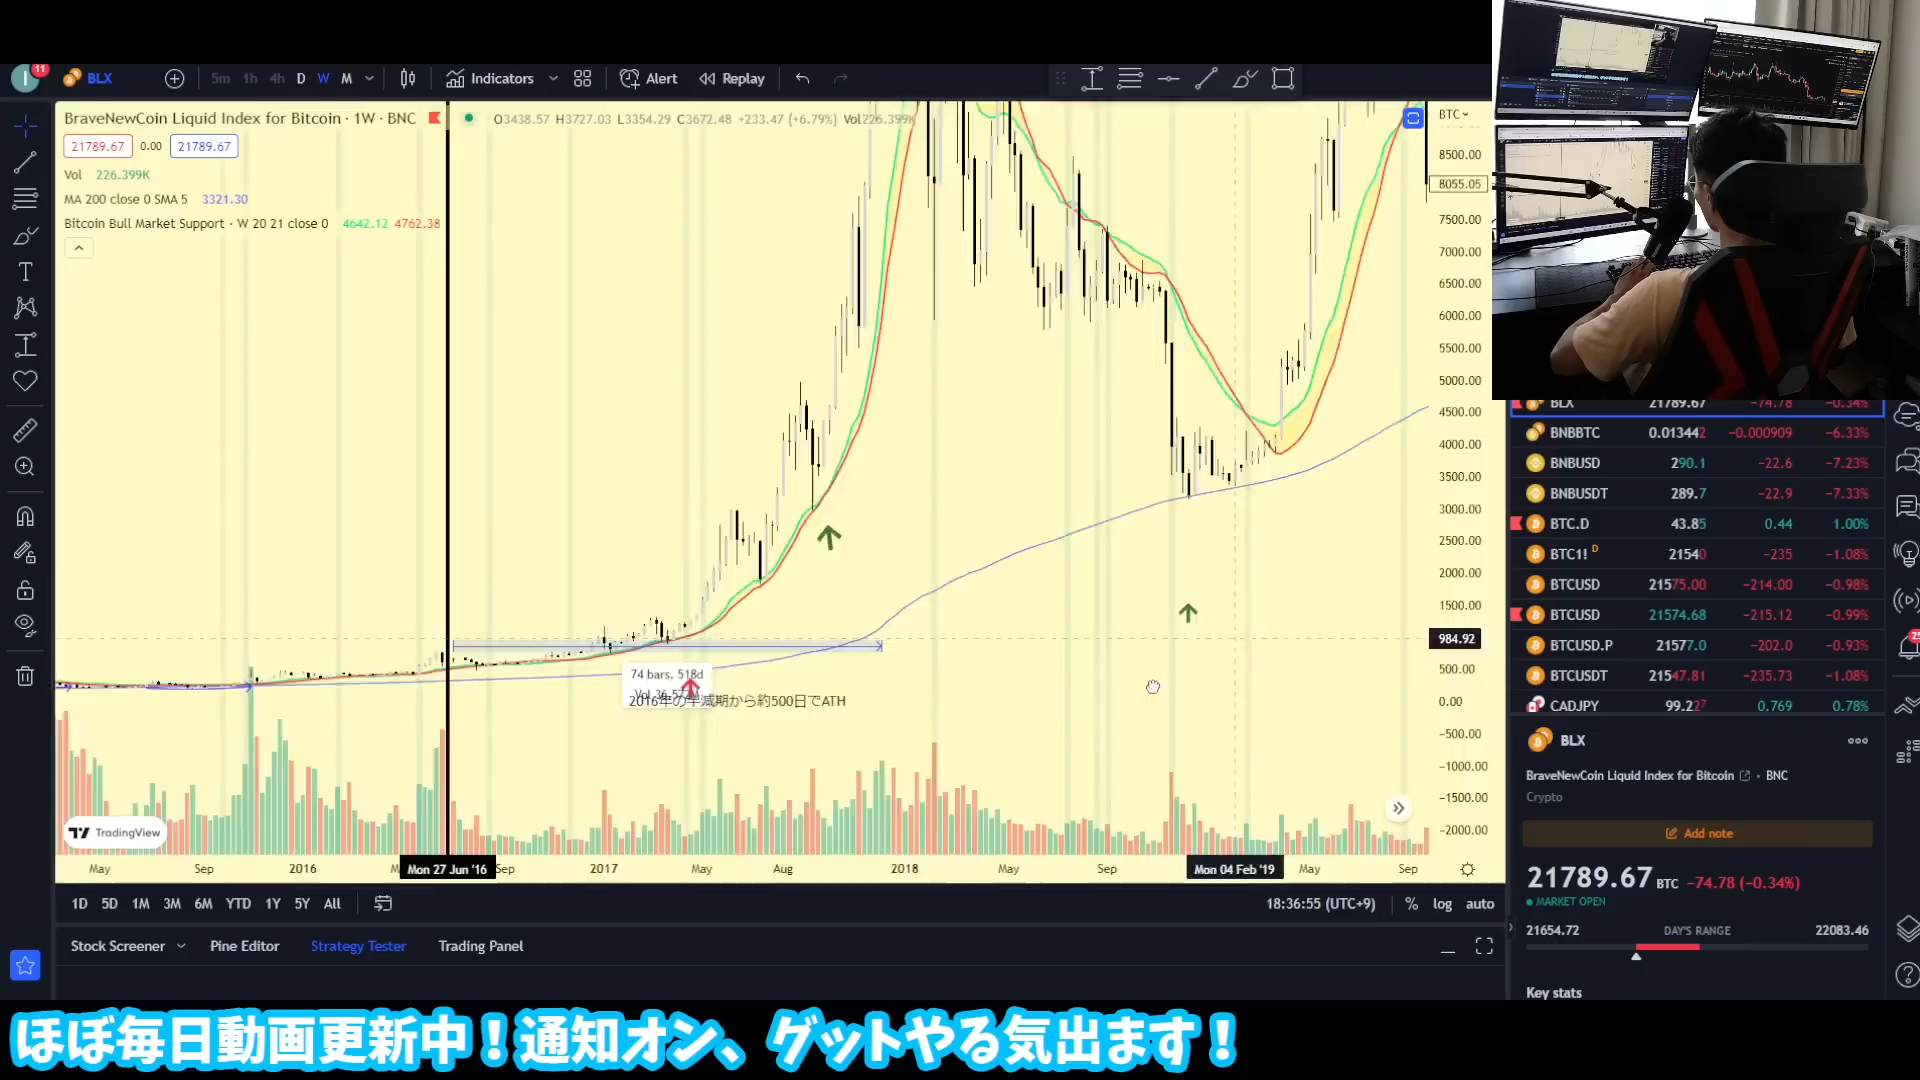 11
BLX
5m 1h 4h D W M
Indicators
Alert
Replay
BraveNewCoin Liquid Index for Bitcoin · 1W · BNC
O3438.57 H3727.03 L3354.29 C3672.48 +233.47 (+6.79%) Vol226.399K
21789.67 0.00 21789.67
Vol 226.399K
MA 200 close 0 SMA 5 3321.30
Bitcoin Bull Market Support · W 20 21 close 0 4642.12 4762.38
BTC
8500.00
8055.05
7500.00
7000.00
6500.00
6000.00
5500.00
5000.00
4500.00
4000.00
3500.00
3000.00
2500.00
2000.00
1500.00
984.92
500.00
0.00
−500.00
−1000.00
−1500.00
−2000.00
74 bars, 518d
2016年の半減期から約500日でATH
TradingView
May Sep 2016 Mon 27 Jun '16 Sep 2017 May Aug 2018 May Sep Mon 04 Feb '19 May Sep
1D 5D 1M 3M 6M YTD 1Y 5Y All
18:36:55 (UTC+9) % log auto
Stock Screener Pine Editor Strategy Tester Trading Panel
BLX 21789.67 −74.78 −0.34%
BNBBTC 0.013442 −0.000909 −6.33%
BNBUSD 290.1 −22.6 −7.23%
BNBUSDT 289.7 −22.9 −7.33%
BTC.D 43.85 0.44 1.00%
BTC1! D 21540 −235 −1.08%
BTCUSD 21575.00 −214.00 −0.98%
BTCUSD 21574.68 −215.12 −0.99%
BTCUSD.P 21577.0 −202.0 −0.93%
BTCUSDT 21547.81 −235.73 −1.08%
CADJPY 99.227 0.769 0.78%
BLX
BraveNewCoin Liquid Index for Bitcoin · BNC
Crypto
Add note
21789.67 BTC −74.78 (−0.34%)
MARKET OPEN
21654.72 DAY'S RANGE 22083.46
Key stats
ほぼ毎日動画更新中！通知オン、グットやる気出ます！